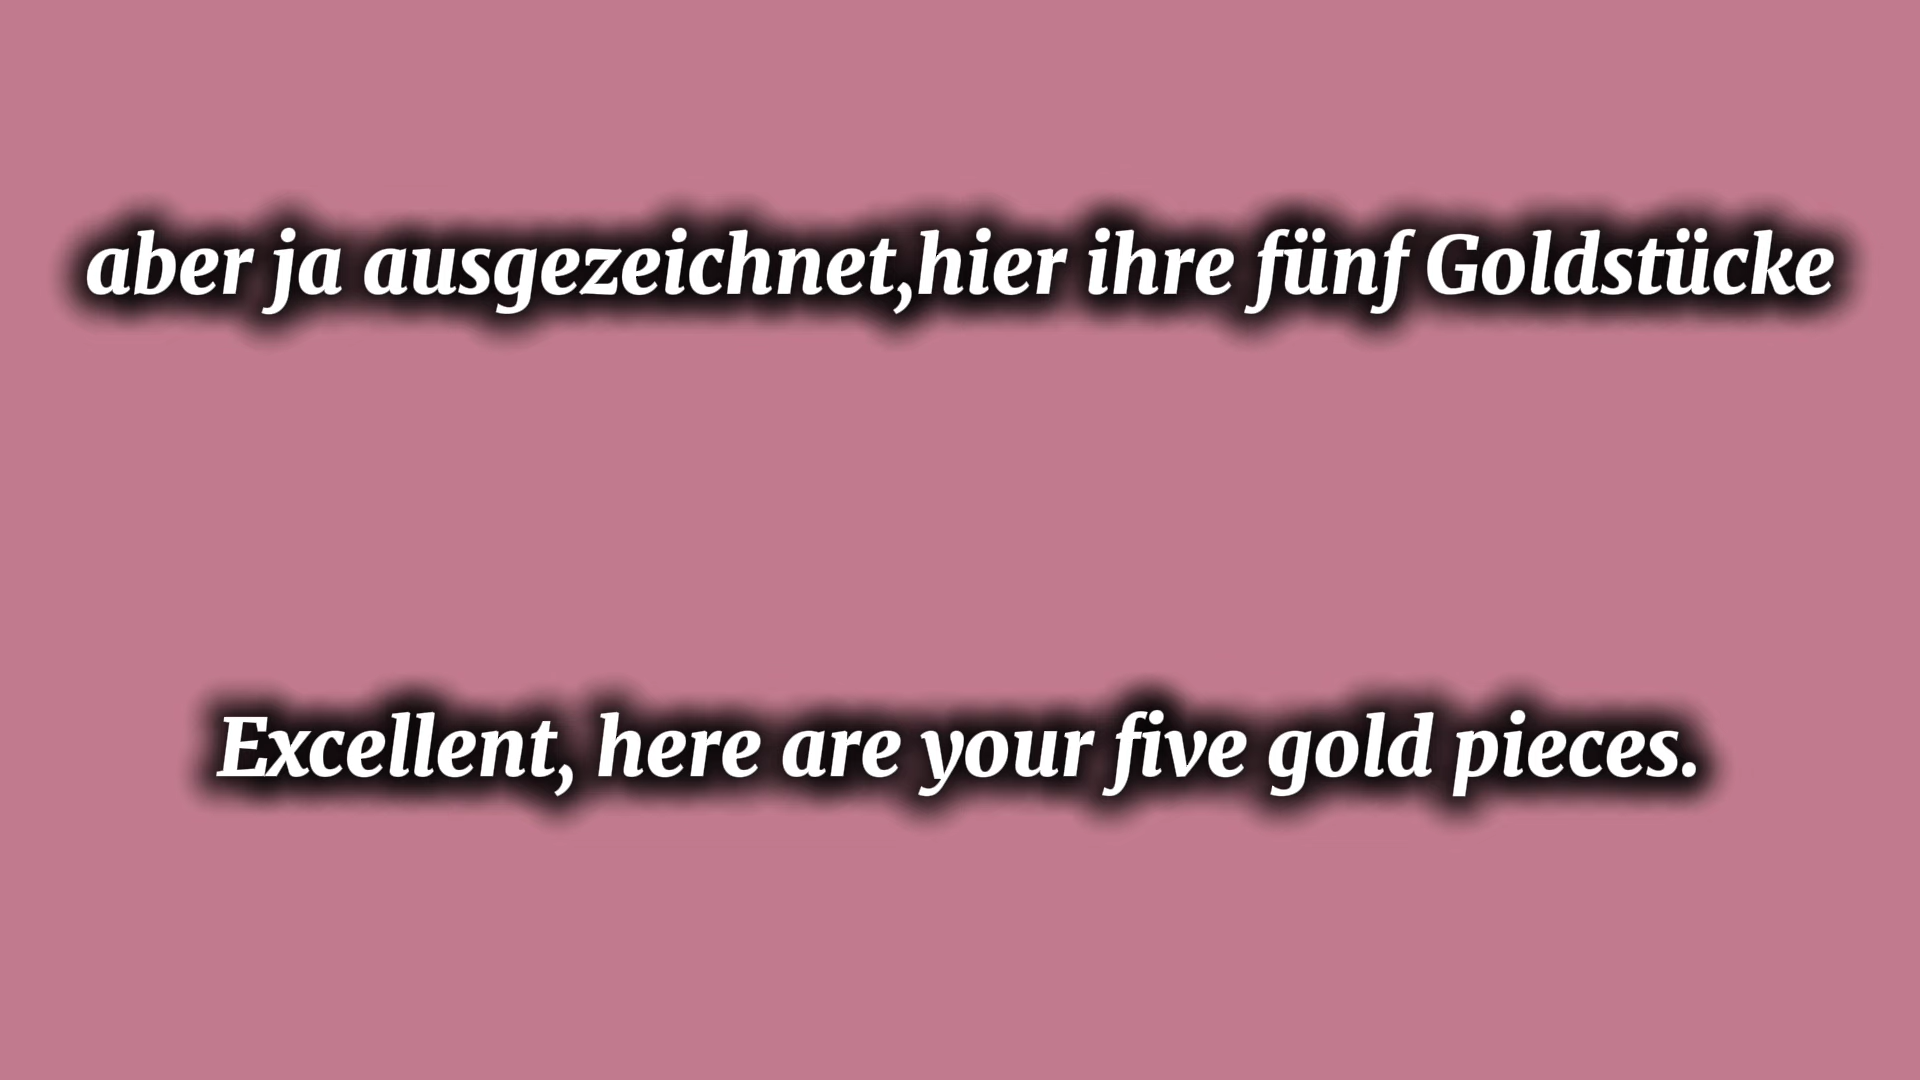 aber ja ausgezeichnet,hier ihre fünf Goldstücke
Excellent, here are your five gold pieces.